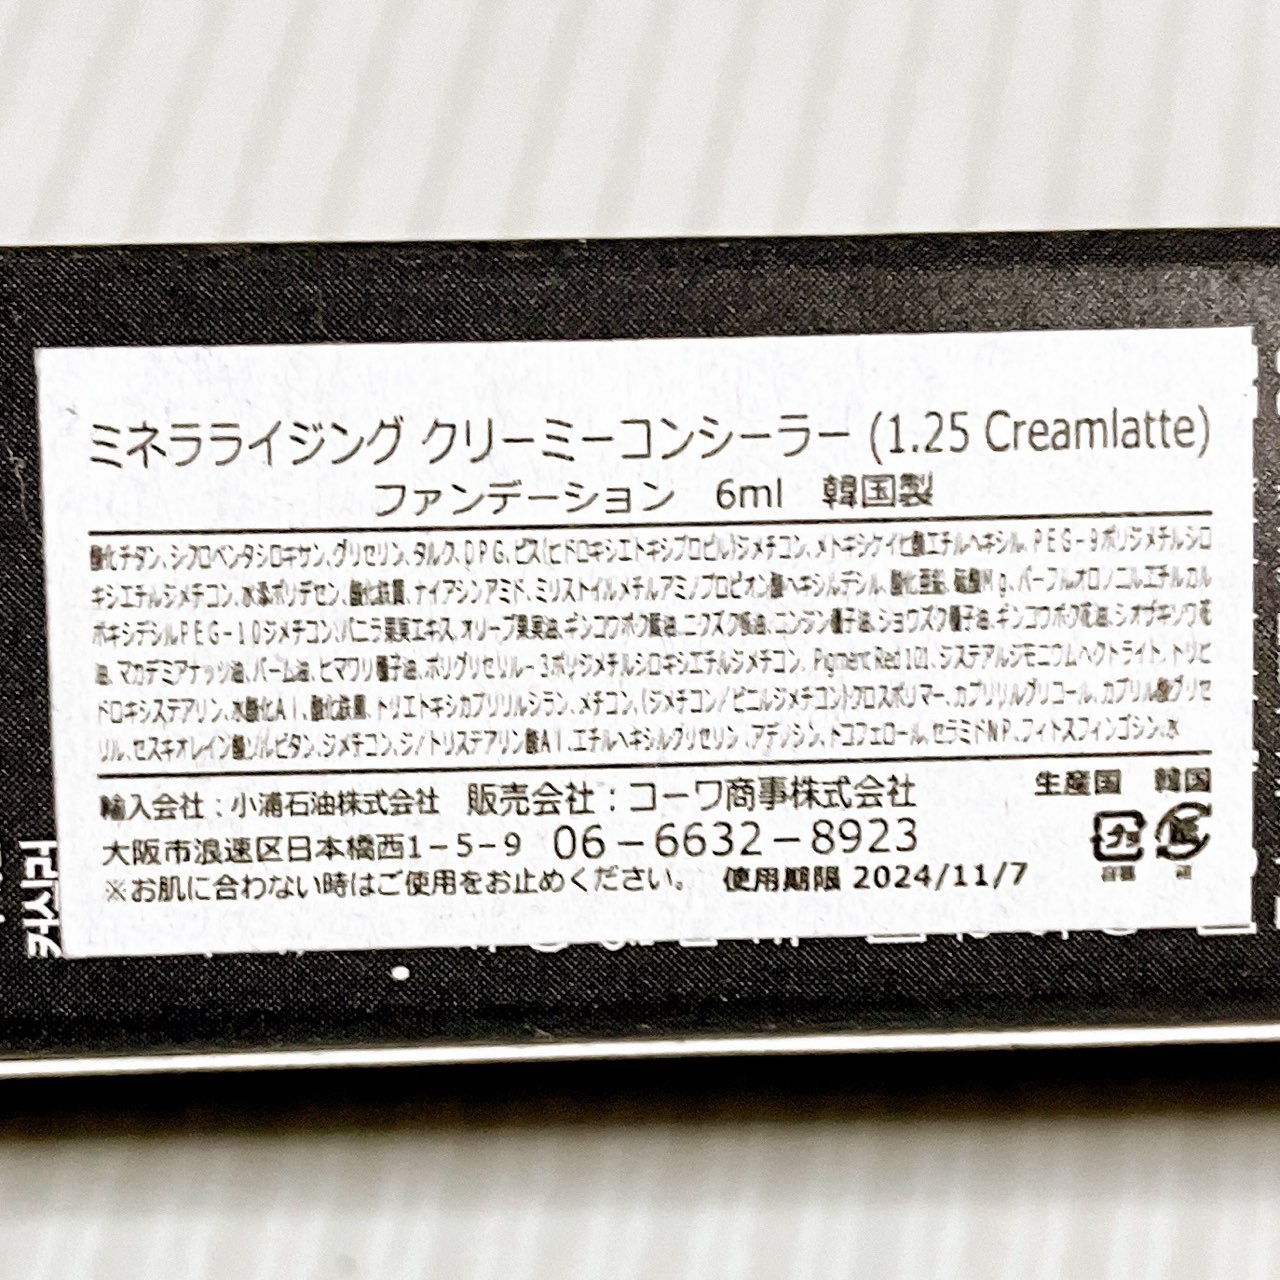 ミネラライジング クリーミーコンシーラー (1.25 Creamlatte)
ファンデーション 6ml 韓国製
酸化チタン、シクロペンタシロキサン、グリセリン、タルク、DPG、ビス(ヒドロキシエトキシプロピル)ジメチコン、メトキシケイヒ酸エチルヘキシル、PEG-9ポリジメチルシロ
キシエチルジメチコン、水添ポリデセン、酸化鉄黄、ナイアシンアミド、ミリストイルメチルアミノプロピオン酸ヘキシルデシル、酸化亜鉛、硫酸Mg、パーフルオロノニルエチルカル
ボキシデシルPEG-10ジメチコン、バニラ果実エキス、オリーブ果実油、ギンコウボク花油、ニクズク核油、ニンジン種子油、ショウズク種子油、ギンコウボク花油、シオザキソウ花
油、マカデミアナッツ油、パーム油、ヒマワリ種子油、ポリグリセリル-3ポリジメチルシロキシエチルジメチコン、Pigment Red 101、ジステアルジモニウムヘクトライト、トリヒ
ドロキシステアリン、水酸化Al、酸化鉄黒、トリエトキシカプリリルシラン、メチコン、(ジメチコン/ビニルジメチコン)クロスポリマー、カプリリルグリコール、カプリル酸グリセ
リル、セスキオレイン酸ソルビタン、ジメチコン、ジ/トリステアリン酸Al、エチルヘキシルグリセリン、アデノシン、トコフェロール、セラミドNP、フィトスフィンゴシン、水
輸入会社：小浦石油株式会社 販売会社：コーワ商事株式会社 生産国 韓国
大阪市浪速区日本橋西1-5-9 06-6632-8923
※お肌に合わない時はご使用をお止めください。 使用期限 2024/11/7